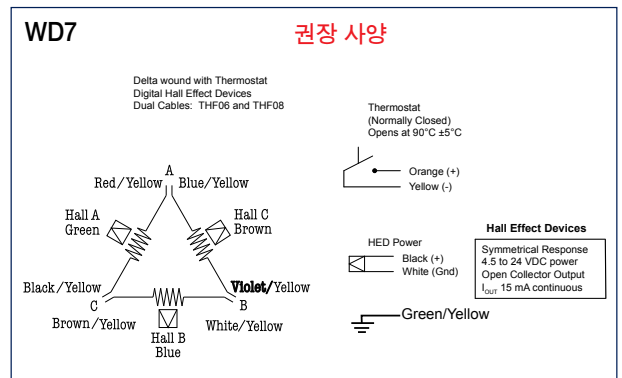 WD7
권장 사양
Delta wound with Thermostat
Digital Hall Effect Devices
Dual Cables: THF06 and THF08
Thermostat
(Normally Closed)
Opens at 90°C ±5°C
Orange (+)
Yellow (-)
A
Red/Yellow
Blue/Yellow
Hall A
Green
Hall C
Brown
Black/Yellow
C
Violet/Yellow
B
Brown/Yellow
White/Yellow
Hall B
Blue
HED Power
Black (+)
White (Gnd)
Green/Yellow
Hall Effect Devices
Symmetrical Response
4.5 to 24 VDC power
Open Collector Output
IOUT 15 mA continuous